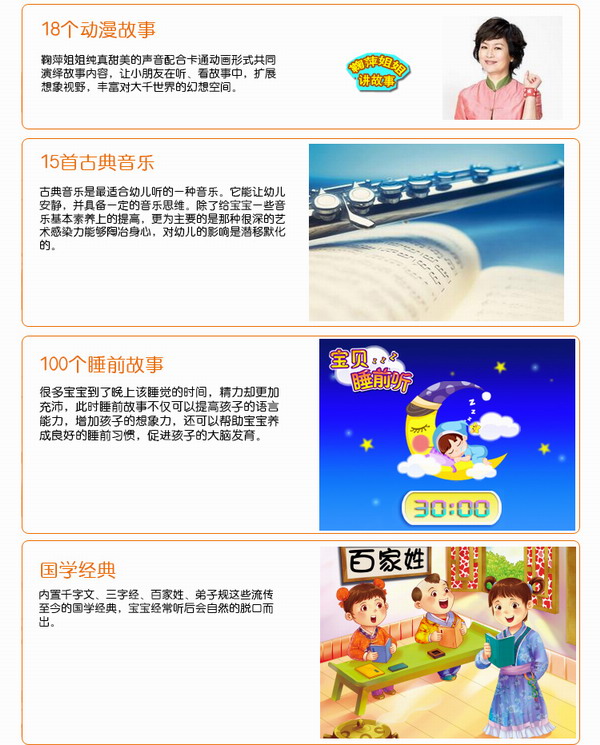 18个动漫故事
鞠萍姐姐纯真甜美的声音配合卡通动画形式共同
演绎故事内容，让小朋友在听、看故事中，扩展
想象视野，丰富对大千世界的幻想空间。
鞠萍姐姐
讲故事
15首古典音乐
古典音乐是最适合幼儿听的一种音乐。它能让幼儿
安静，并具备一定的音乐思维。除了给宝宝一些音
乐基本素养上的提高，更为主要的是那种很深的艺
术感染力能够陶冶身心，对幼儿的影响是潜移默化
的。
100个睡前故事
很多宝宝到了晚上该睡觉的时间，精力却更加
充沛，此时睡前故事不仅可以提高孩子的语言
能力，增加孩子的想象力，还可以帮助宝宝养
成良好的睡前习惯，促进孩子的大脑发育。
宝贝zzz
睡前听
zzz
30:00
国学经典
内置千字文、三字经、百家姓、弟子规这些流传
至今的国学经典，宝宝经常听后会自然的脱口而
出。
百家姓